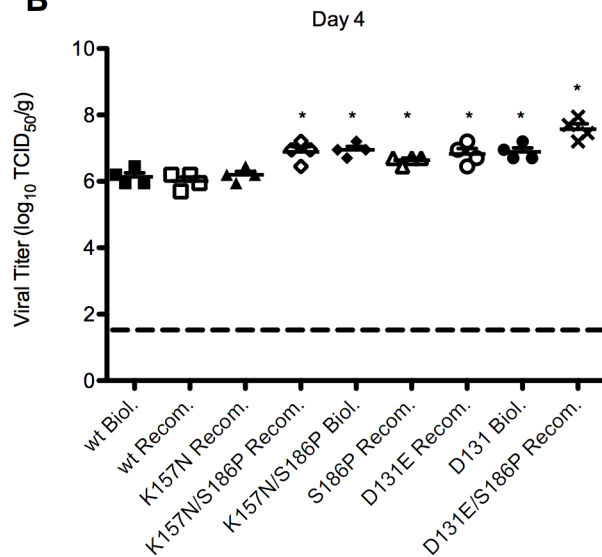 B
Day 4
Viral Titer (log10 TCID50/g)
10
8
6
4
2
0
* * * * * *
wt Biol.
wt Recom.
K157N Recom.
K157N/S186P Recom.
K157N/S186P Biol.
S186P Recom.
D131E Recom.
D131 Biol.
D131E/S186P Recom.